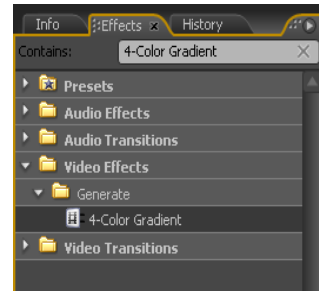 Info Effects x History
Contains: 4-Color Gradient
Presets
Audio Effects
Audio Transitions
Video Effects
Generate
4-Color Gradient
Video Transitions